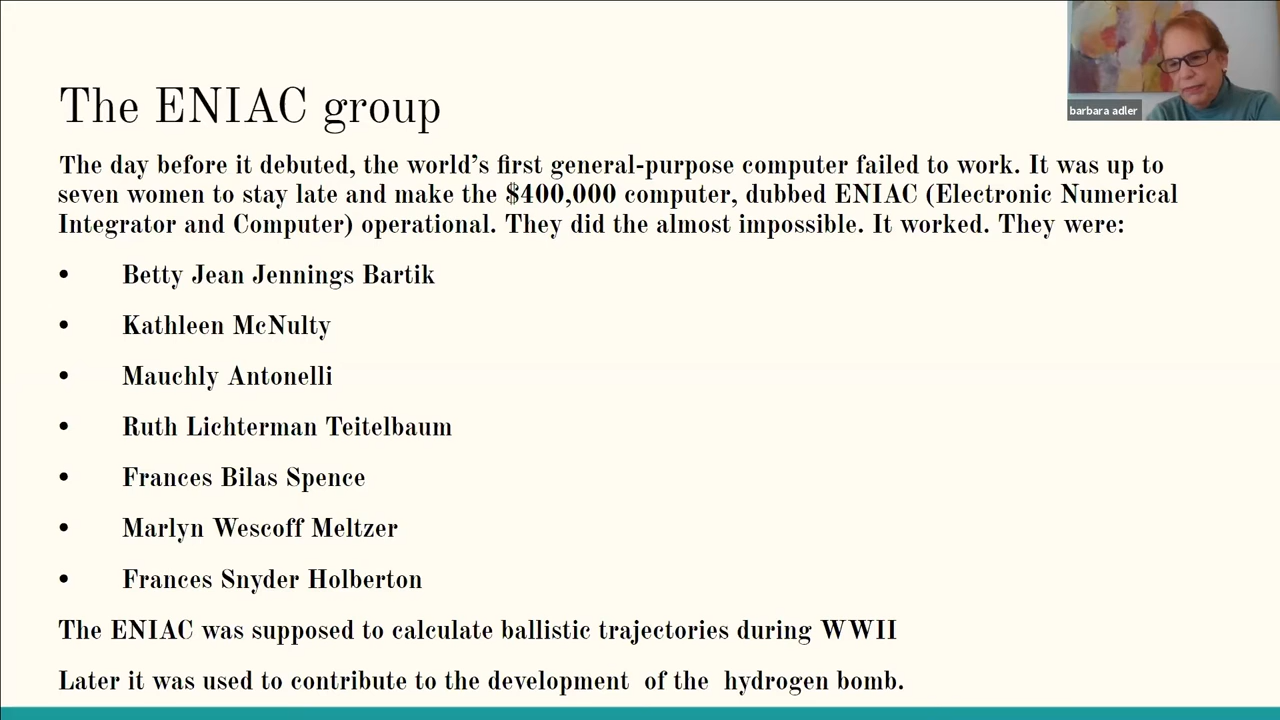 barbara adler
The ENIAC group
The day before it debuted, the world's first general-purpose computer failed to work. It was up to
seven women to stay late and make the $400,000 computer, dubbed ENIAC (Electronic Numerical
Integrator and Computer) operational. They did the almost impossible. It worked. They were:
• Betty Jean Jennings Bartik
• Kathleen McNulty
• Mauchly Antonelli
• Ruth Lichterman Teitelbaum
• Frances Bilas Spence
• Marlyn Wescoff Meltzer
• Frances Snyder Holberton
The ENIAC was supposed to calculate ballistic trajectories during WWII
Later it was used to contribute to the development of the hydrogen bomb.